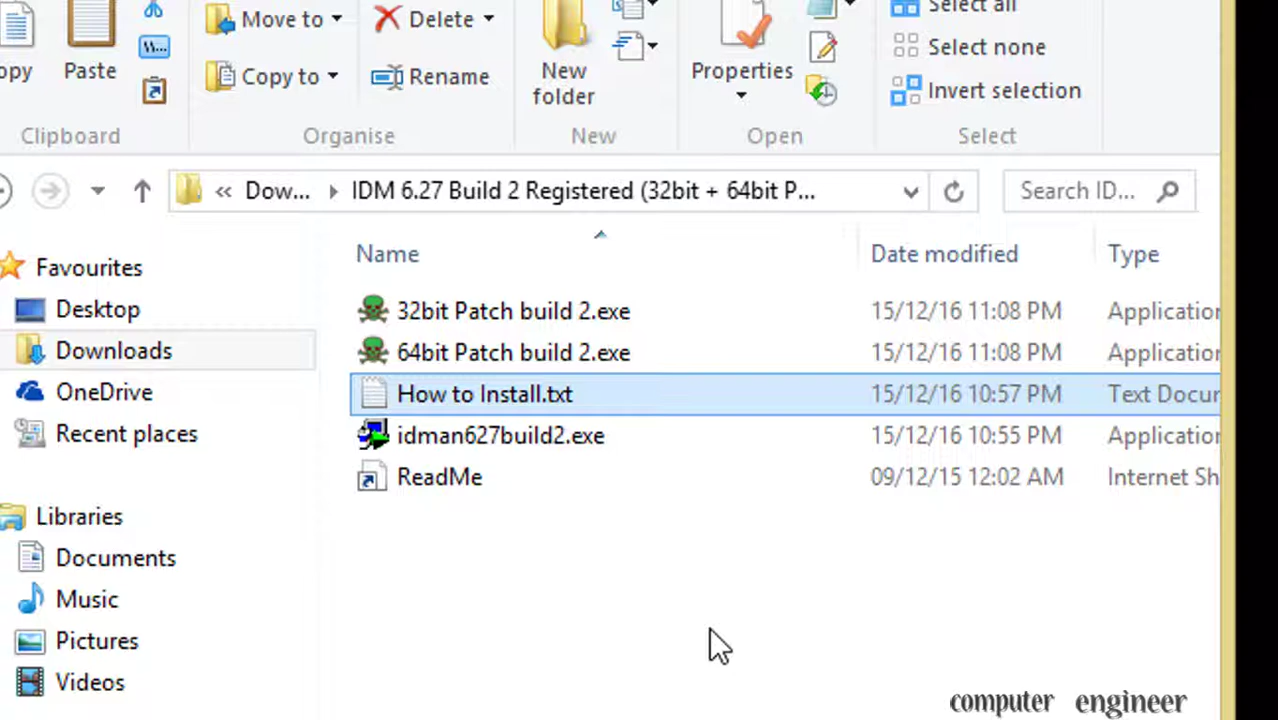 Select all
Move to Delete
opy Paste Copy to Rename New folder Properties Select none
Invert selection
Clipboard Organise New Open Select
« Dow... IDM 6.27 Build 2 Registered (32bit + 64bit P... Search ID...
Name Date modified Type
Favourites
Desktop 32bit Patch build 2.exe 15/12/16 11:08 PM Application
Downloads 64bit Patch build 2.exe 15/12/16 11:08 PM Application
OneDrive How to Install.txt 15/12/16 10:57 PM Text Docur
Recent places idman627build2.exe 15/12/16 10:55 PM Application
ReadMe 09/12/15 12:02 AM Internet Sh
Libraries
Documents
Music
Pictures
Videos
computer engineer